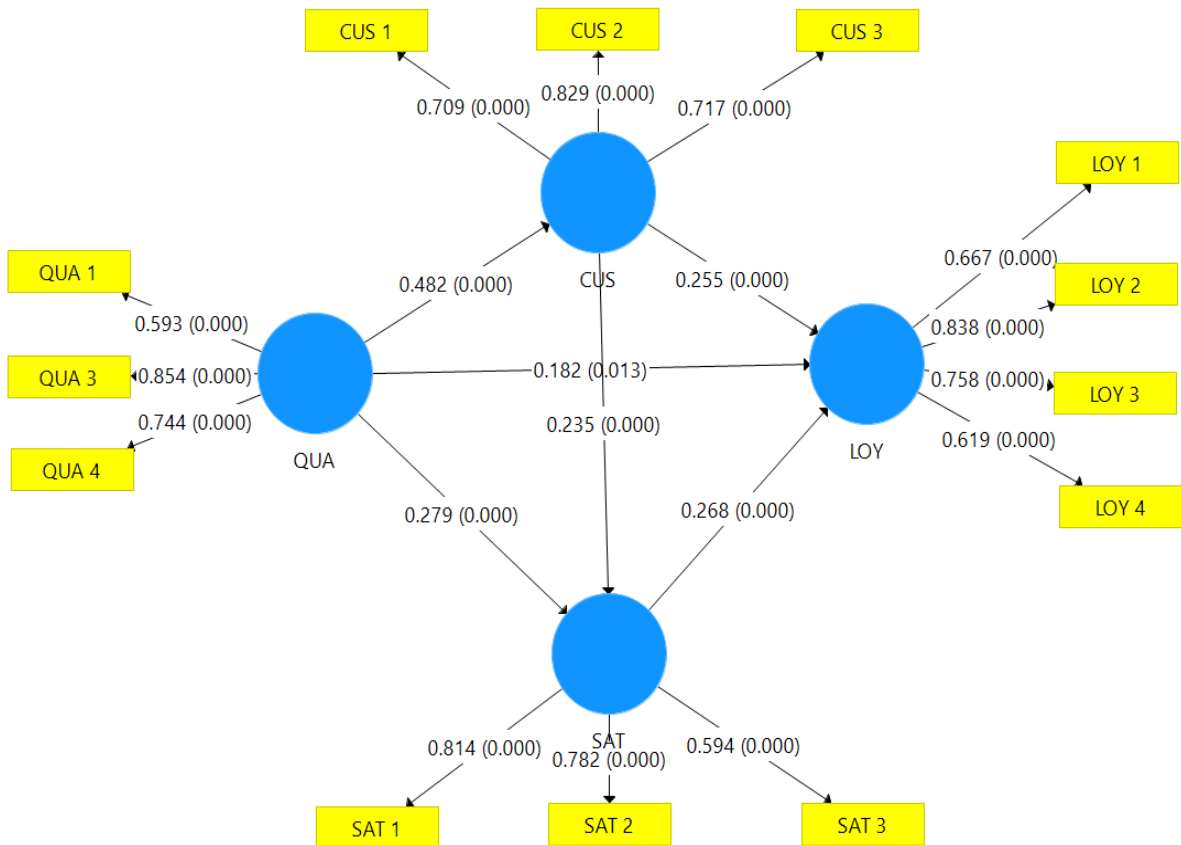 CUS 1
CUS 2
CUS 3
0.709 (0.000)
0.829 (0.000)
0.717 (0.000)
LOY 1
QUA 1
0.482 (0.000)
CUS
0.255 (0.000)
0.667 (0.000)
LOY 2
0.593 (0.000)
0.838 (0.000)
QUA 3
0.854 (0.000)
0.182 (0.013)
0.758 (0.000)
LOY 3
0.744 (0.000)
0.235 (0.000)
0.619 (0.000)
QUA 4
QUA
LOY
0.279 (0.000)
0.268 (0.000)
LOY 4
SAT
0.814 (0.000)
0.782 (0.000)
0.594 (0.000)
SAT 1
SAT 2
SAT 3